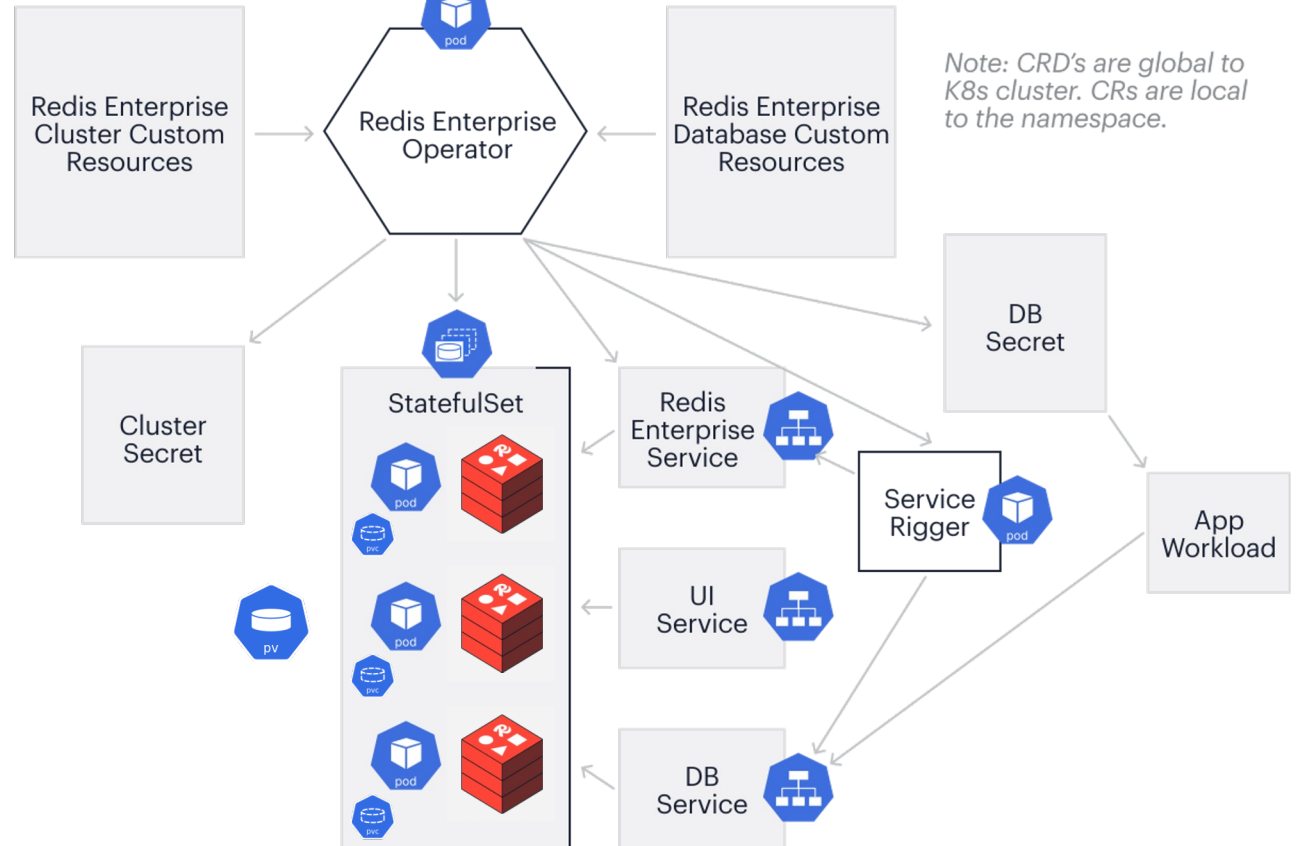 pod
Redis Enterprise
Cluster Custom
Resources
Redis Enterprise
Operator
Redis Enterprise
Database Custom
Resources
Note: CRD's are global to
K8s cluster. CRs are local
to the namespace.
DB
Secret
Cluster
Secret
StatefulSet
Redis
Enterprise
Service
Service
Rigger
pod
App
Workload
pod
pvc
UI
Service
pv
pod
pvc
DB
Service
pod
pvc